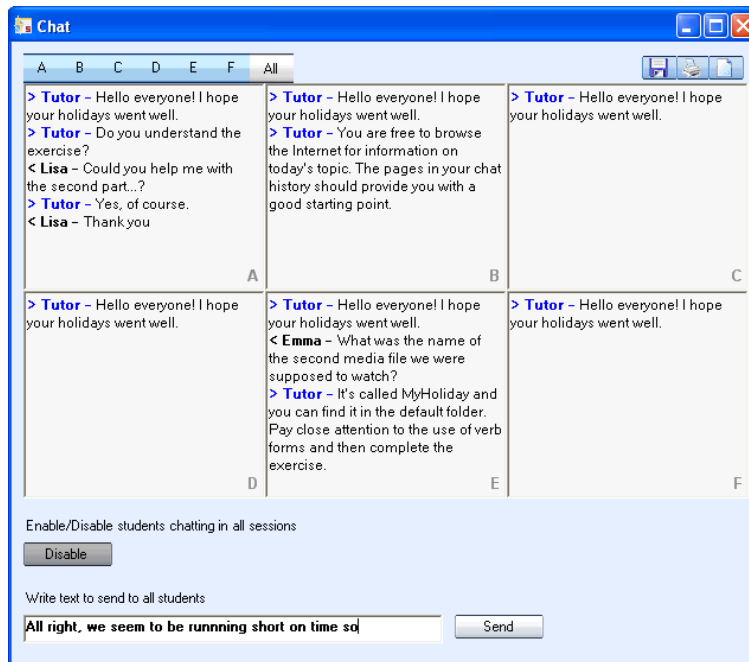 Chat
A B C D E F All
> Tutor – Hello everyone! I hope
your holidays went well.
> Tutor – Do you understand the
exercise?
< Lisa – Could you help me with
the second part...?
> Tutor – Yes, of course.
< Lisa – Thank you
A
> Tutor – Hello everyone! I hope
your holidays went well.
> Tutor – You are free to browse
the Internet for information on
today's topic. The pages in your chat
history should provide you with a
good starting point.
B
> Tutor – Hello everyone! I hope
your holidays went well.
C
> Tutor – Hello everyone! I hope
your holidays went well.
D
> Tutor – Hello everyone! I hope
your holidays went well.
< Emma – What was the name of
the second media file we were
supposed to watch?
> Tutor – It's called MyHoliday and
you can find it in the default folder.
Pay close attention to the use of verb
forms and then complete the
exercise.
E
> Tutor – Hello everyone! I hope
your holidays went well.
F
Enable/Disable students chatting in all sessions
Disable
Write text to send to all students
All right, we seem to be runnning short on time so
Send